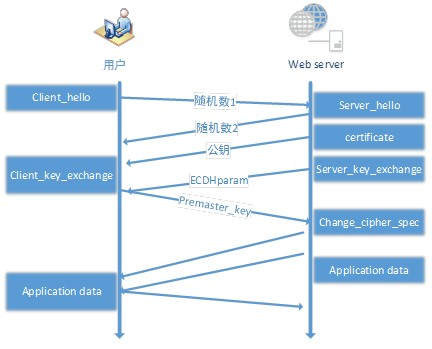 用户
Web server
Client_hello
随机数1
Server_hello
随机数2
certificate
公钥
Client_key_exchange
Server_key_exchange
ECDHparam
Premaster_key
Change_cipher_spec
Application data
Application data